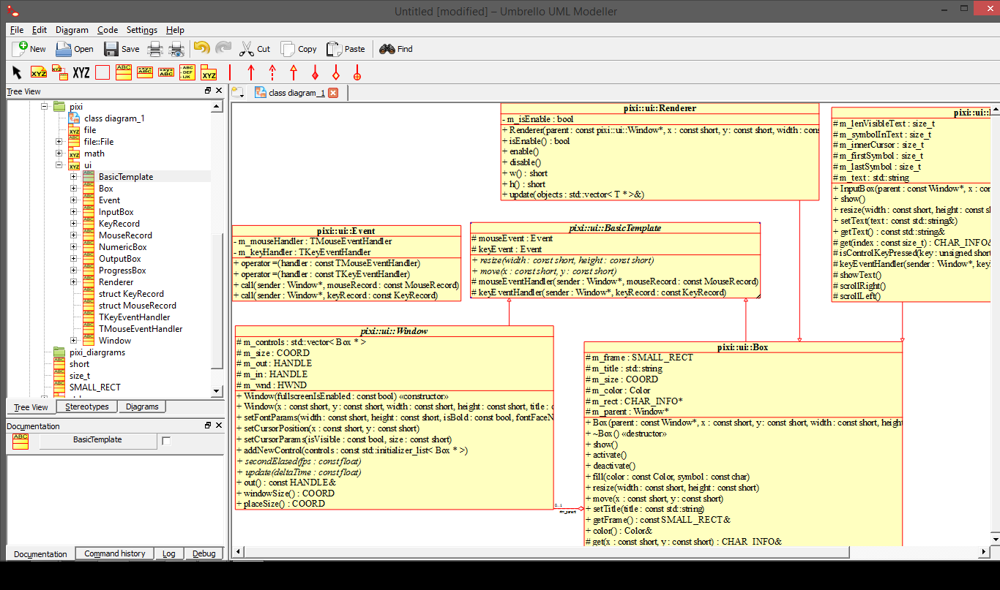 Untitled [modified] – Umbrello UML Modeller
File Edit Diagram Code Settings Help
New Open Save Cut Copy Paste Find
XYZ XYZ XYZ ABC «xyz» ABC «xy» ABC ABC - DEF - IJK XYZ
Tree View
class diagram_1
pixi
class diagram_1
file
file::File
math
ui
BasicTemplate
Box
Event
InputBox
KeyRecord
MouseRecord
NumericBox
OutputBox
ProgressBox
Renderer
struct KeyRecord
struct MouseRecord
TKeyEventHandler
TMouseEventHandler
Window
pixi_diargrams
short
size_t
SMALL_RECT
Tree View Stereotypes Diagrams
Documentation
ABC BasicTemplate
Documentation Command history Log Debug
pixi::ui::Renderer
- m_isEnable : bool
+ Renderer(parent : const pixi::ui::Window*, x : const short, y : const short, width : cons
+ isEnable() : bool
+ enable()
+ disable()
+ w() : short
+ h() : short
+ update(objects : std::vector< T * >&)
pixi::ui::
# m_lenVisibleText : size_t
# m_symbolInText : size_t
# m_innerCursor : size_t
# m_firstSymbol : size_t
# m_lastSymbol : size_t
# m_text : std::string
+ InputBox(parent : const Window*, x : con
+ show()
+ resize(width : const short, height : const sh
+ setText(text : const std::string&)
+ getText() : const std::string&
# get(index : const size_t) : CHAR_INFO&
# isControlKeyPressed(key : unsigned short
# keyEventHandler(sender : Window*, key
# showText()
# scrollRight()
# scrollLeft()
pixi::ui::Event
- m_mouseHandler : TMouseEventHandler
- m_keyHandler : TKeyEventHandler
+ operator =(handler : const TMouseEventHandler)
+ operator =(handler : const TKeyEventHandler)
+ call(sender : Window*, mouseRecord : const MouseRecord)
+ call(sender : Window*, keyRecord : const KeyRecord)
pixi::ui::BasicTemplate
# mouseEvent : Event
# keyEvent : Event
+ resize(width : const short, height : const short)
+ move(x : const short, y : const short)
# mouseEventHandler(sender : Window*, mouseRecord : const MouseRecord)
# keyEventHandler(sender : Window*, keyRecord : const KeyRecord)
pixi::ui::Window
# m_controls : std::vector< Box * >
# m_size : COORD
# m_out : HANDLE
# m_in : HANDLE
# m_wnd : HWND
+ Window(fullscreenIsEnabled : const bool) «constructor»
+ Window(x : const short, y : const short, width : const short, height : const short, title : c
+ setFontParams(width : const short, height : const short, isBold : const bool, fontFaceN
+ setCursorPosition(x : const short, y : const short)
+ setCursorParams(isVisible : const bool, size : const short)
+ addNewControl(controls : const std::initializer_list< Box * >)
+ secondElased(fps : const float)
+ update(deltaTime : const float)
+ out() : const HANDLE&
+ windowSize() : COORD
+ placeSize() : COORD
0...1
#m_parent
pixi::ui::Box
# m_frame : SMALL_RECT
# m_title : std::string
# m_size : COORD
# m_color : Color
# m_rect : CHAR_INFO*
# m_parent : Window*
+ Box(parent : const Window*, x : const short, y : const short, width : const short, heigh
+ ~Box() «destructor»
+ show()
+ activate()
+ deactivate()
+ fill(color : const Color, symbol : const char)
+ resize(width : const short, height : const short)
+ move(x : const short, y : const short)
+ setTitle(title : const std::string)
+ getFrame() : const SMALL_RECT&
+ color() : Color&
# get(x : const short, y : const short) : CHAR_INFO&